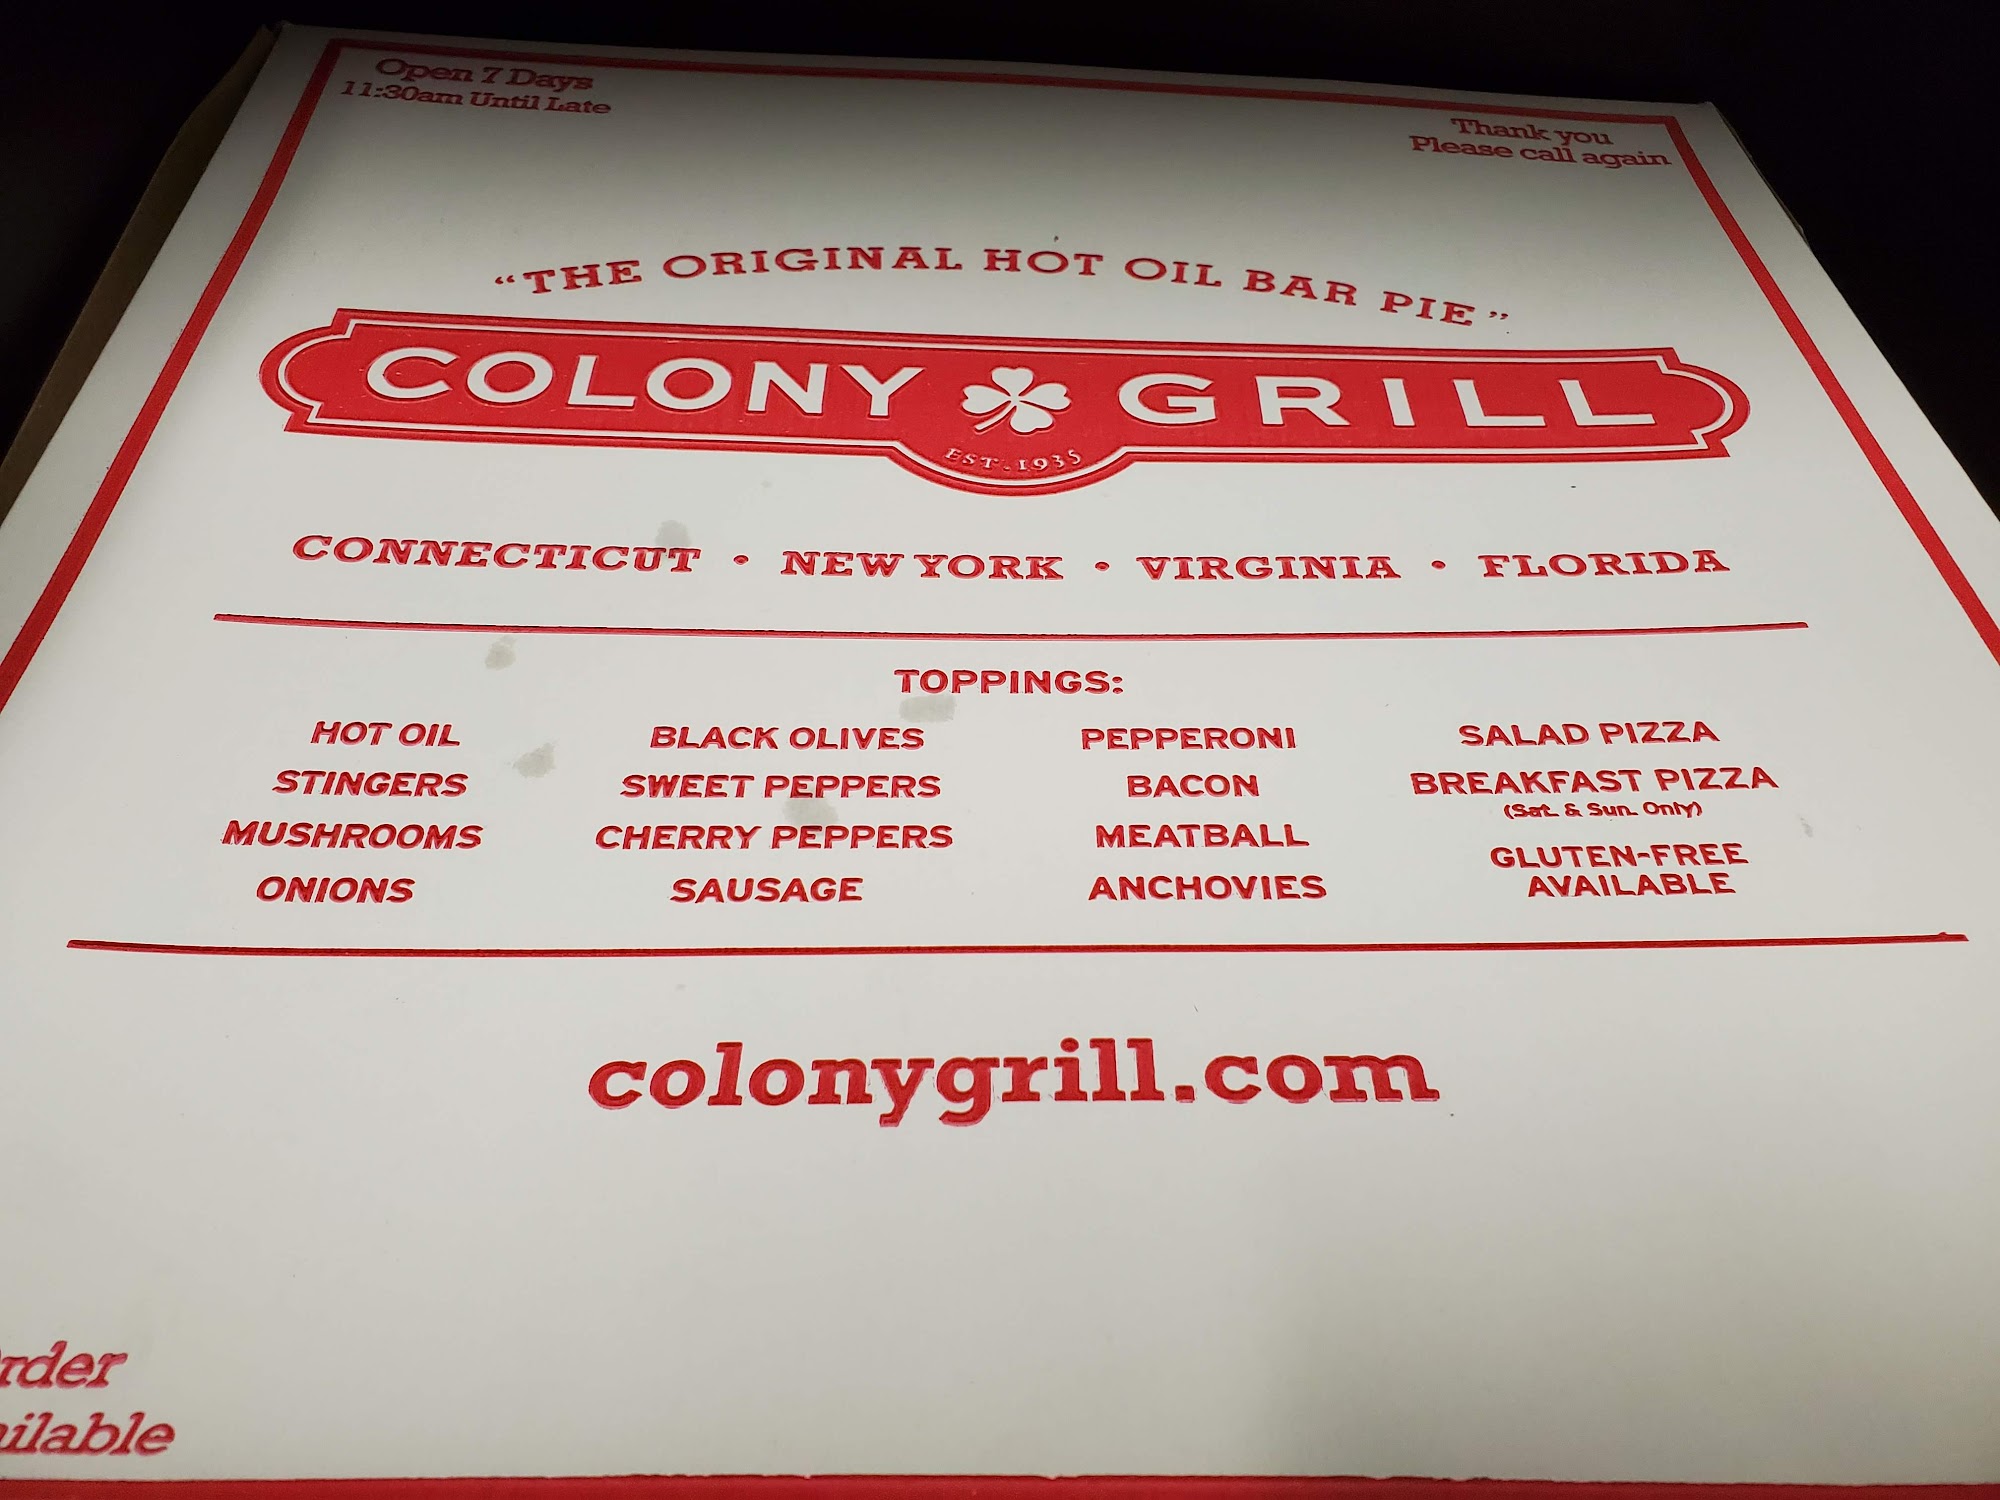 Open 7 Days
11:30am Until Late
Thank you
Please call again
“THE ORIGINAL HOT OIL BAR PIE”
COLONY GRILL
EST. 1935
CONNECTICUT • NEW YORK • VIRGINIA • FLORIDA
TOPPINGS:
HOT OIL
STINGERS
MUSHROOMS
ONIONS
BLACK OLIVES
SWEET PEPPERS
CHERRY PEPPERS
SAUSAGE
PEPPERONI
BACON
MEATBALL
ANCHOVIES
SALAD PIZZA
BREAKFAST PIZZA
(Sat. & Sun. Only)
GLUTEN-FREE
AVAILABLE
colonygrill.com